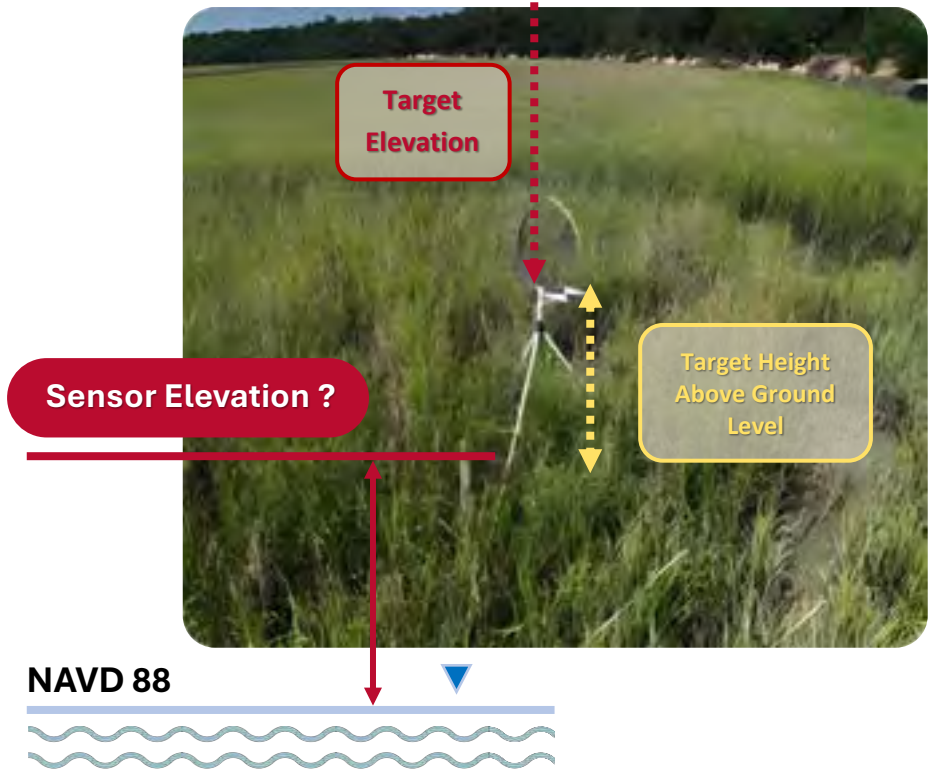 Target
Elevation
Target Height
Above Ground
Level
Sensor Elevation ?
NAVD 88